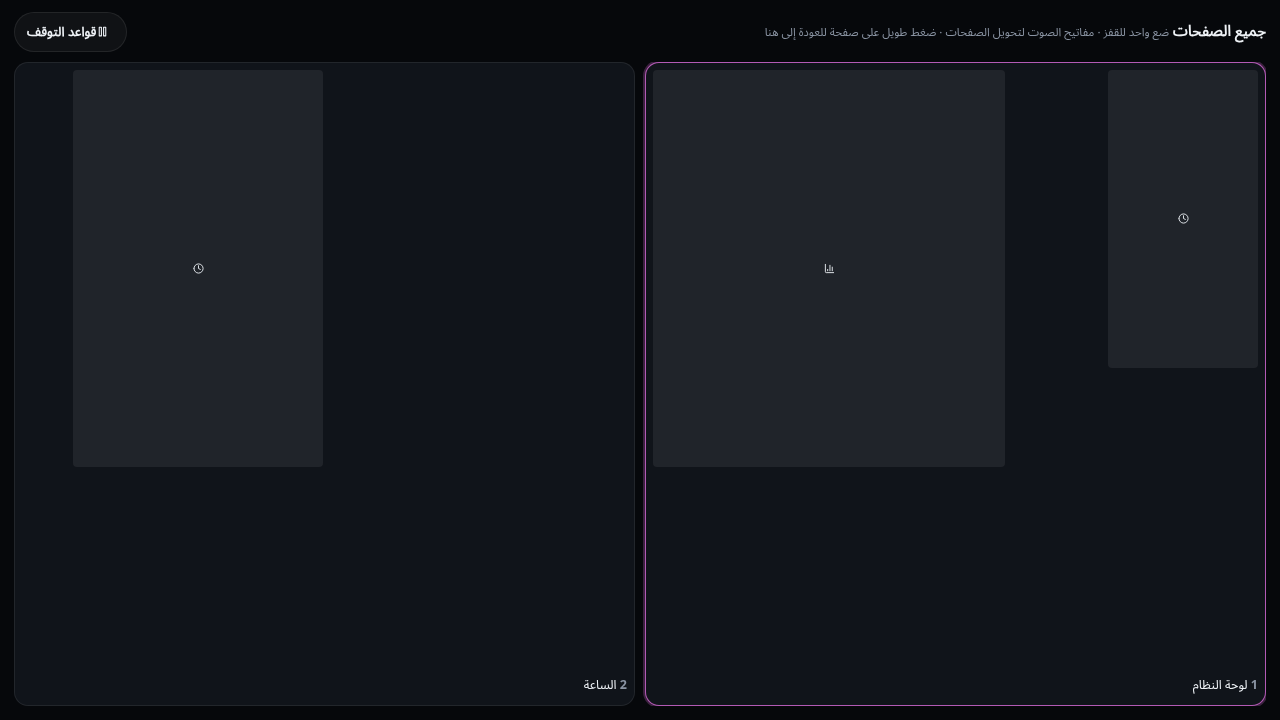 جميع الصفحات ضع واحد للقفز · مفاتيح الصوت لتحويل الصفحات · ضغط طويل على صفحة للعودة إلى هنا
قواعد التوقف
1 لوحة النظام
2 الساعة